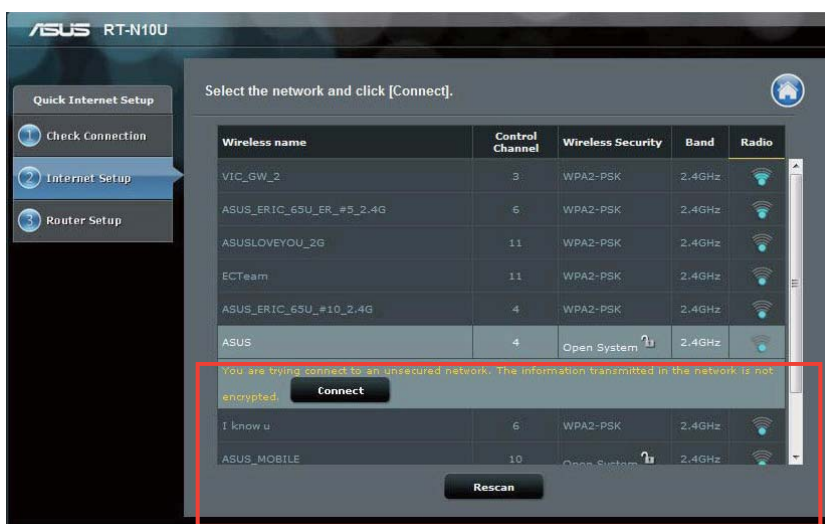 ASUS RT-N10U
Quick Internet Setup
1 Check Connection
2 Internet Setup
3 Router Setup
Select the network and click [Connect].
Wireless name Control Channel Wireless Security Band Radio
VIC_GW_2 3 WPA2-PSK 2.4GHz
ASUS_ERIC_65U_ER_#5_2.4G 6 WPA2-PSK 2.4GHz
ASUSLOVEYOU_2G 11 WPA2-PSK 2.4GHz
ECTeam 11 WPA2-PSK 2.4GHz
ASUS_ERIC_65U_#10_2.4G 4 WPA2-PSK 2.4GHz
ASUS 4 Open System 2.4GHz
You are trying connect to an unsecured network. The information transmitted in the network is not
encrypted. Connect
I know u 6 WPA2-PSK 2.4GHz
ASUS_MOBILE 10 Open System 2.4GHz
Rescan